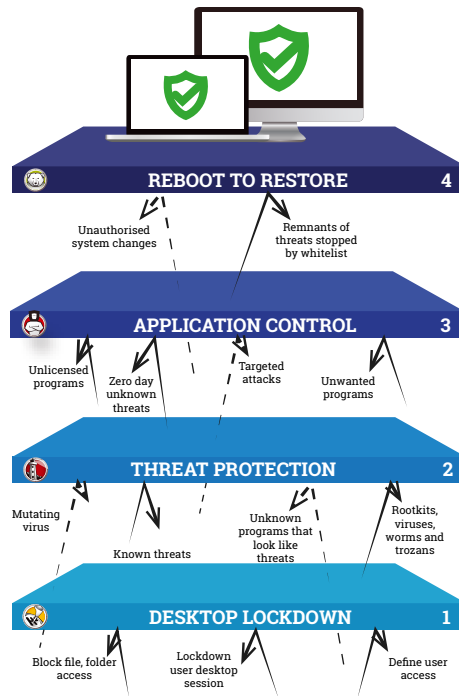 REBOOT TO RESTORE 4
Unauthorised
system changes
Remnants of
threats stopped
by whitelist
APPLICATION CONTROL 3
Unlicensed
programs
Zero day
unknown
threats
Targeted
attacks
Unwanted
programs
THREAT PROTECTION 2
Mutating
virus
Known threats
Unknown
programs that
look like
threats
Rootkits,
viruses,
worms and
trozans
DESKTOP LOCKDOWN 1
Block file, folder
access
Lockdown
user desktop
session
Define user
access